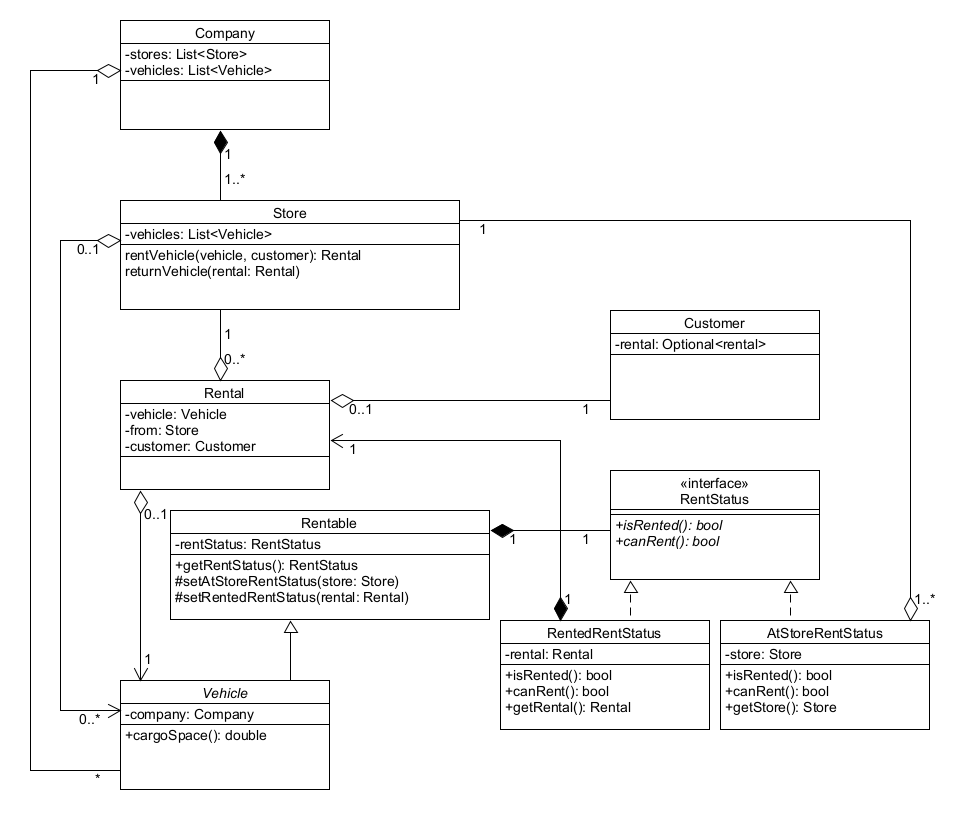 Company
-stores: List<Store>
-vehicles: List<Vehicle>
1
1
1..*
Store
-vehicles: List<Vehicle>
rentVehicle(vehicle, customer): Rental
returnVehicle(rental: Rental)
1
0..1
1
0..*
Customer
-rental: Optional<rental>
Rental
-vehicle: Vehicle
-from: Store
-customer: Customer
0..1
1
1
0..1
«interface»
RentStatus
+isRented(): bool
+canRent(): bool
Rentable
-rentStatus: RentStatus
+getRentStatus(): RentStatus
#setAtStoreRentStatus(store: Store)
#setRentedRentStatus(rental: Rental)
1
1
1
1..*
RentedRentStatus
-rental: Rental
+isRented(): bool
+canRent(): bool
+getRental(): Rental
AtStoreRentStatus
-store: Store
+isRented(): bool
+canRent(): bool
+getStore(): Store
1
Vehicle
-company: Company
+cargoSpace(): double
0..*
*